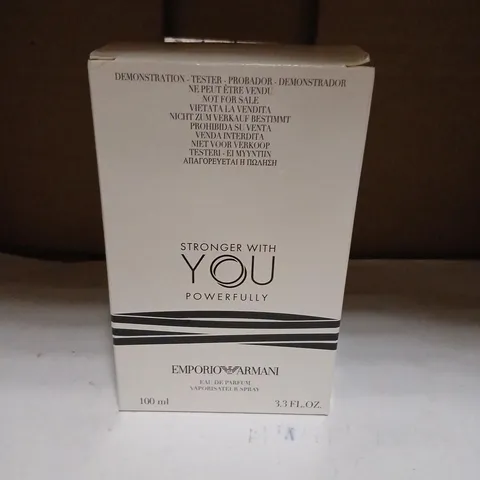 DEMONSTRATION - TESTER - PROBADOR - DEMONSTRADOR
NE PEUT ÊTRE VENDU
NOT FOR SALE
VIETATA LA VENDITA
NICHT ZUM VERKAUF BESTIMMT
PROHIBIDA SU VENTA
VENDA INTERDITA
NIET VOOR VERKOOP
TESTERI - EI MYYNTIIN
ΑΠΑΓΟΡΕΥΕΤΑΙ Η ΠΩΛΗΣΗ
STRONGER WITH
YOU
POWERFULLY
EMPORIO ARMANI
EAU DE PARFUM
VAPORISATEUR SPRAY
100 ml 3.3 FL.OZ.